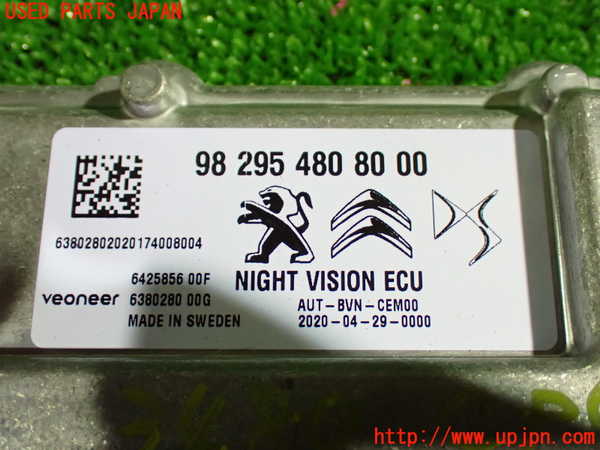 USED PARTS JAPAN
98 295 480 80 00
63802802020174008004
DS
6425856 00F
NIGHT VISION ECU
veoneer
6380280 00G
AUT-BVN-CEM00
MADE IN SWEDEN
2020-04-29-0000
http://www.upjpn.com